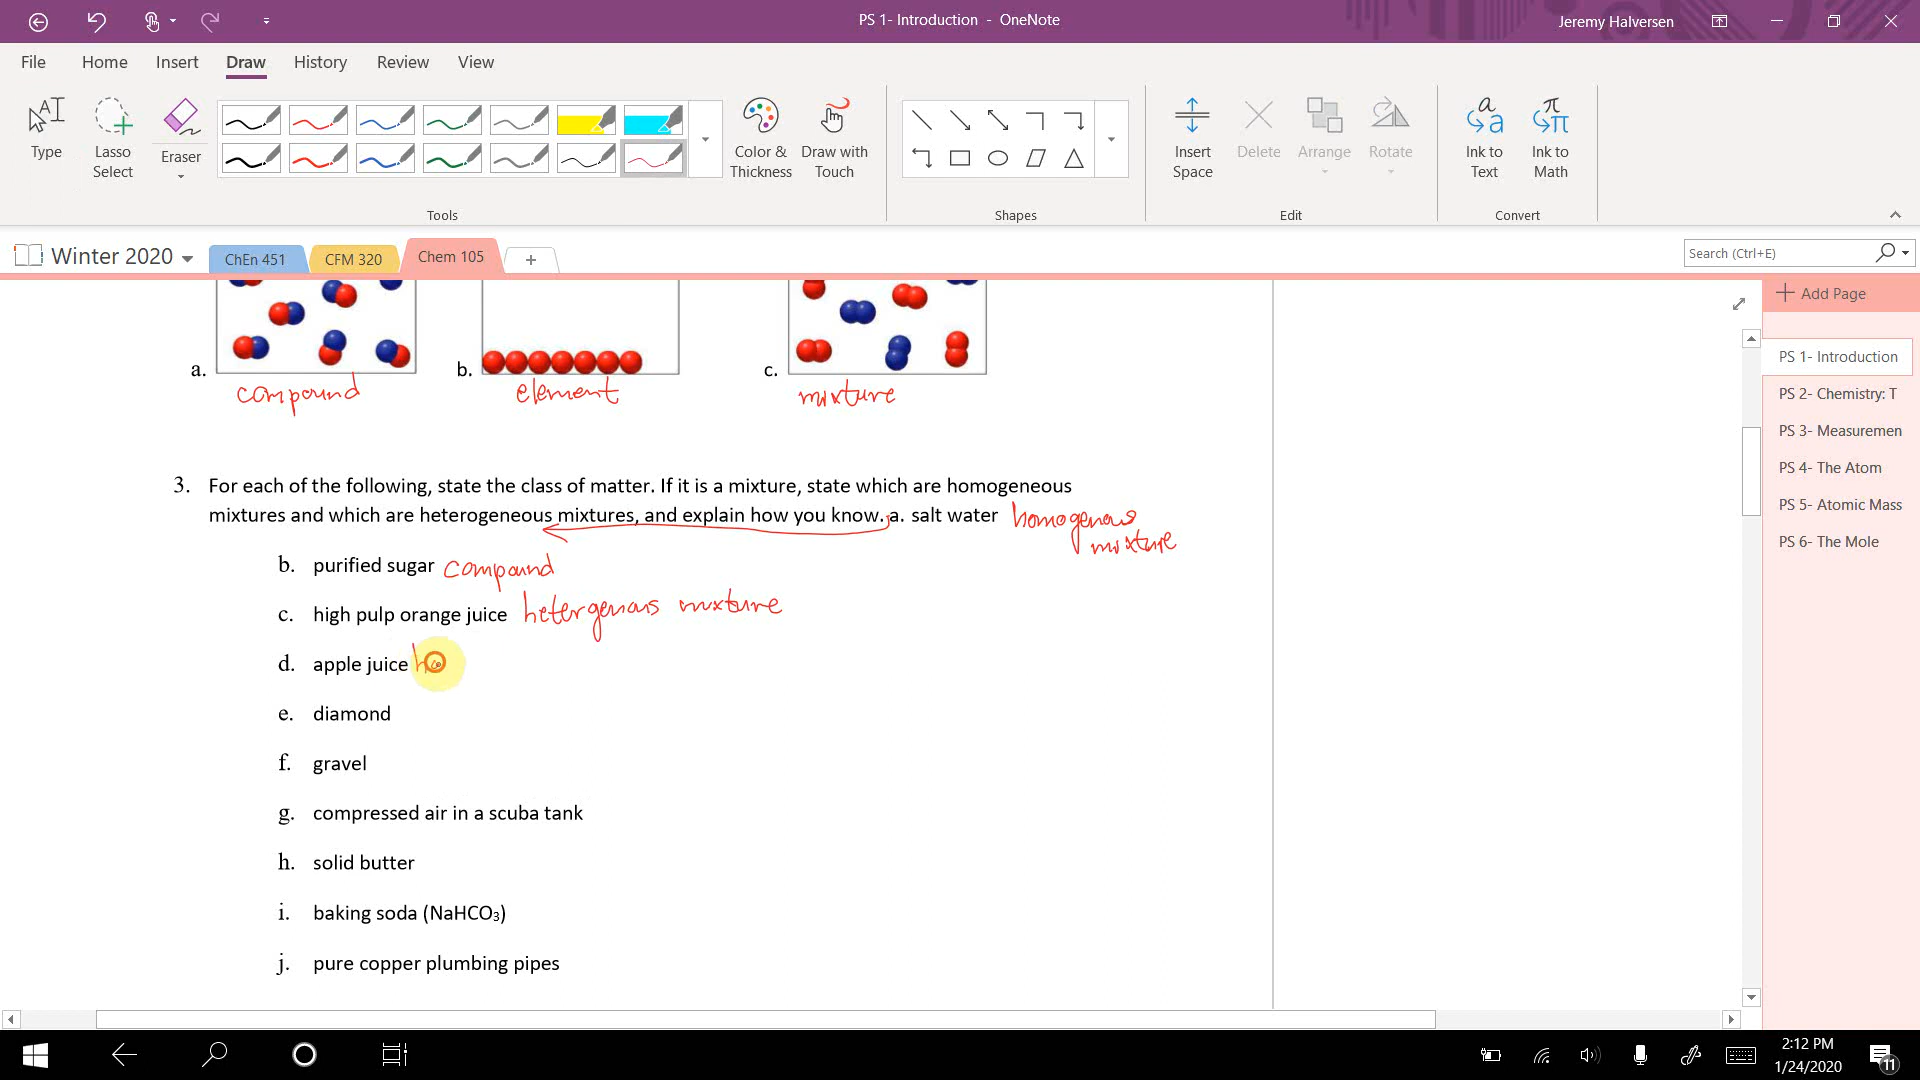 PS 1- Introduction - OneNote
Jeremy Halversen
File Home Insert Draw History Review View
Type
Lasso Select
Eraser
Color & Thickness
Draw with Touch
Insert Space
Delete
Arrange
Rotate
Ink to Text
Ink to Math
Tools
Shapes
Edit
Convert
Winter 2020
ChEn 451
CFM 320
Chem 105
Search (Ctrl+E)
Add Page
PS 1- Introduction
PS 2- Chemistry: T
PS 3- Measuremen
PS 4- The Atom
PS 5- Atomic Mass
PS 6- The Mole
a. b. c.
compound element mixture
3. For each of the following, state the class of matter. If it is a mixture, state which are homogeneous
mixtures and which are heterogeneous mixtures, and explain how you know. a. salt water homogenous
mixture
b. purified sugar compound
c. high pulp orange juice hetergenous mixture
d. apple juice ho
e. diamond
f. gravel
g. compressed air in a scuba tank
h. solid butter
i. baking soda (NaHCO₃)
j. pure copper plumbing pipes
2:12 PM
1/24/2020
11